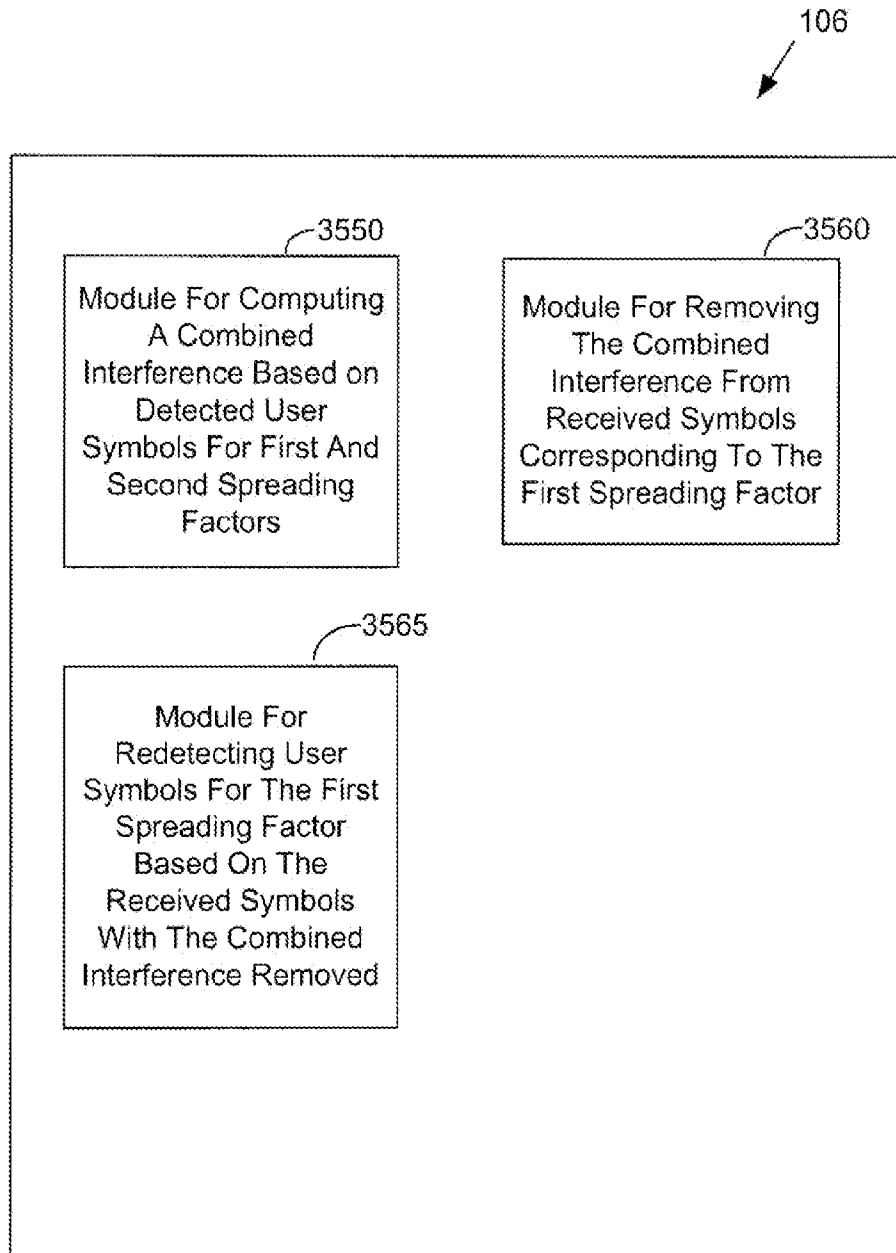 106
3550
Module For Computing
A Combined
Interference Based on
Detected User
Symbols For First And
Second Spreading
Factors
3560
Module For Removing
The Combined
Interference From
Received Symbols
Corresponding To The
First Spreading Factor
3565
Module For
Redetecting User
Symbols For The First
Spreading Factor
Based On The
Received Symbols
With The Combined
Interference Removed